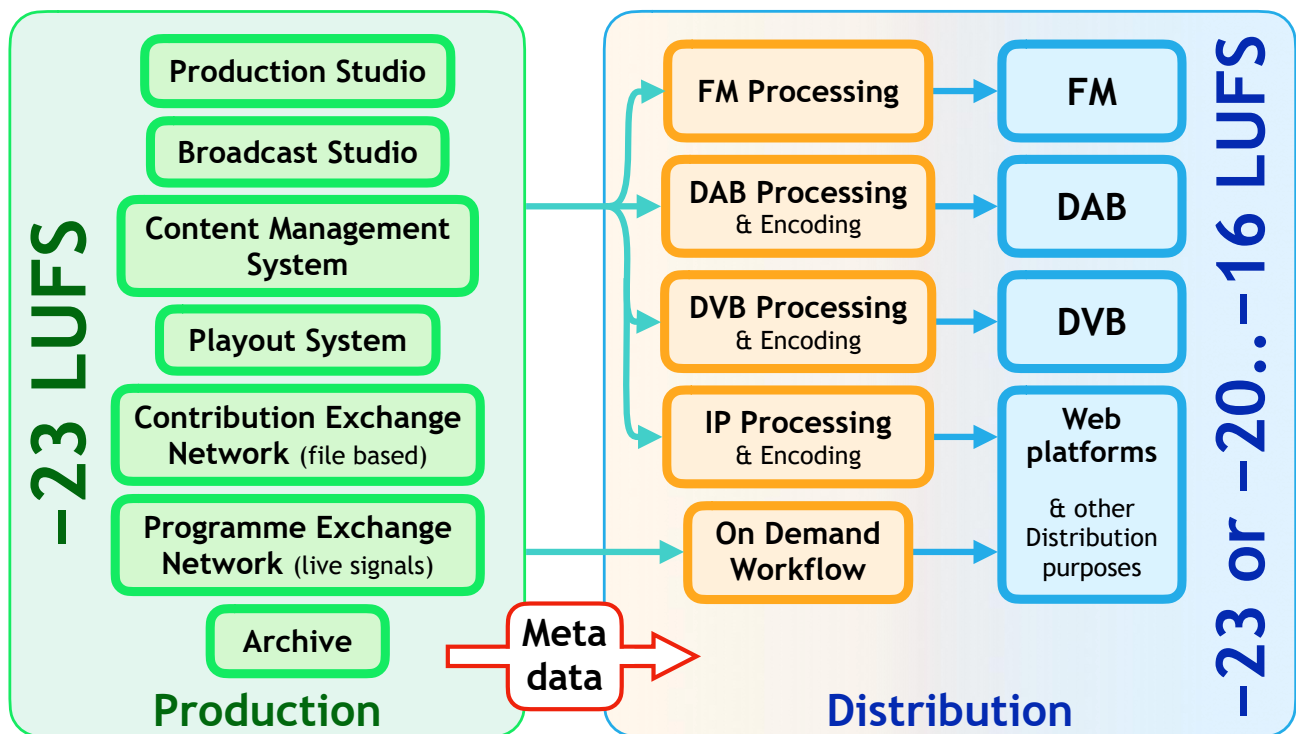 −23 LUFS
Production Studio
Broadcast Studio
Content Management
System
Playout System
Contribution Exchange
Network (file based)
Programme Exchange
Network (live signals)
Archive
Production
Meta
data
FM Processing
DAB Processing
& Encoding
DVB Processing
& Encoding
IP Processing
& Encoding
On Demand
Workflow
FM
DAB
DVB
Web
platforms
& other
Distribution
purposes
Distribution
−23 or −20..−16 LUFS